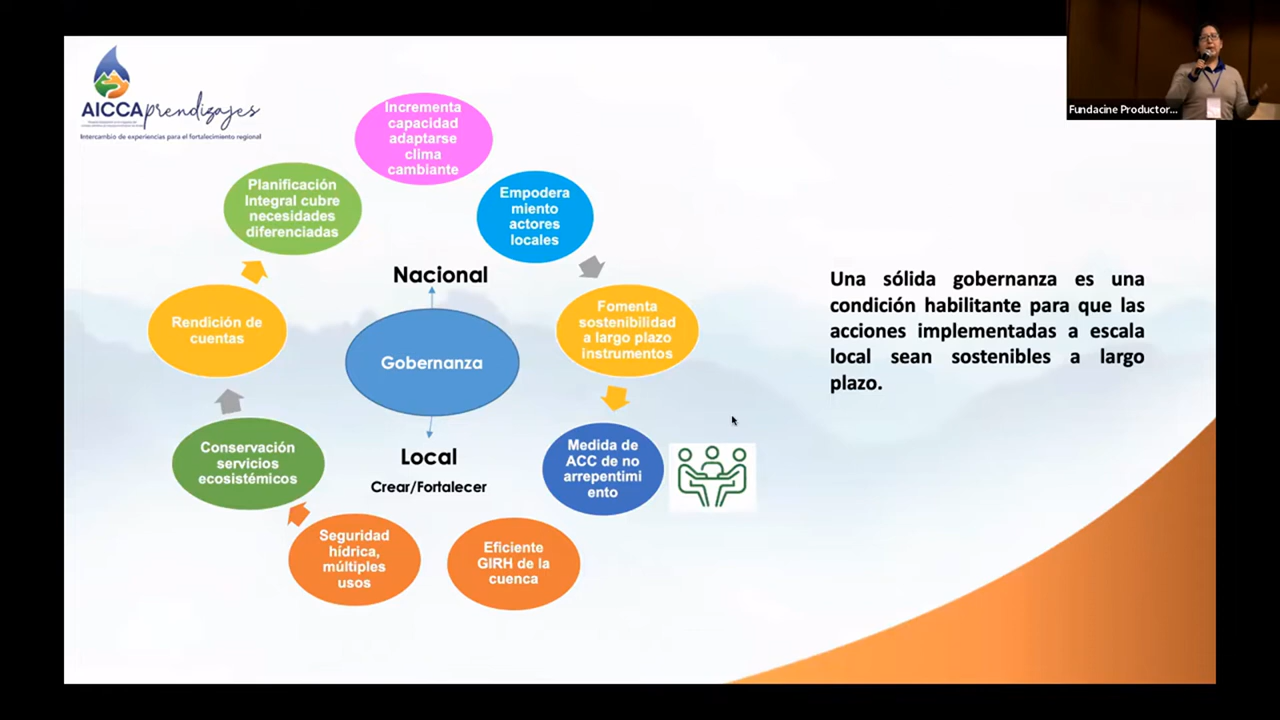 AICCAprendizajes
Intercambio de experiencias para el fortalecimiento regional
Fundacine Productor...
Incrementa
capacidad
adaptarse
clima
cambiante
Empodera
miento
actores
locales
Fomenta
sostenibilidad
a largo plazo
instrumentos
Medida de
ACC de no
arrepentimi
ento
Eficiente
GIRH de la
cuenca
Seguridad
hídrica,
múltiples
usos
Conservación
servicios
ecosistémicos
Rendición de
cuentas
Planificación
Integral cubre
necesidades
diferenciadas
Nacional
Gobernanza
Local
Crear/Fortalecer
Una sólida gobernanza es una
condición habilitante para que las
acciones implementadas a escala
local sean sostenibles a largo
plazo.